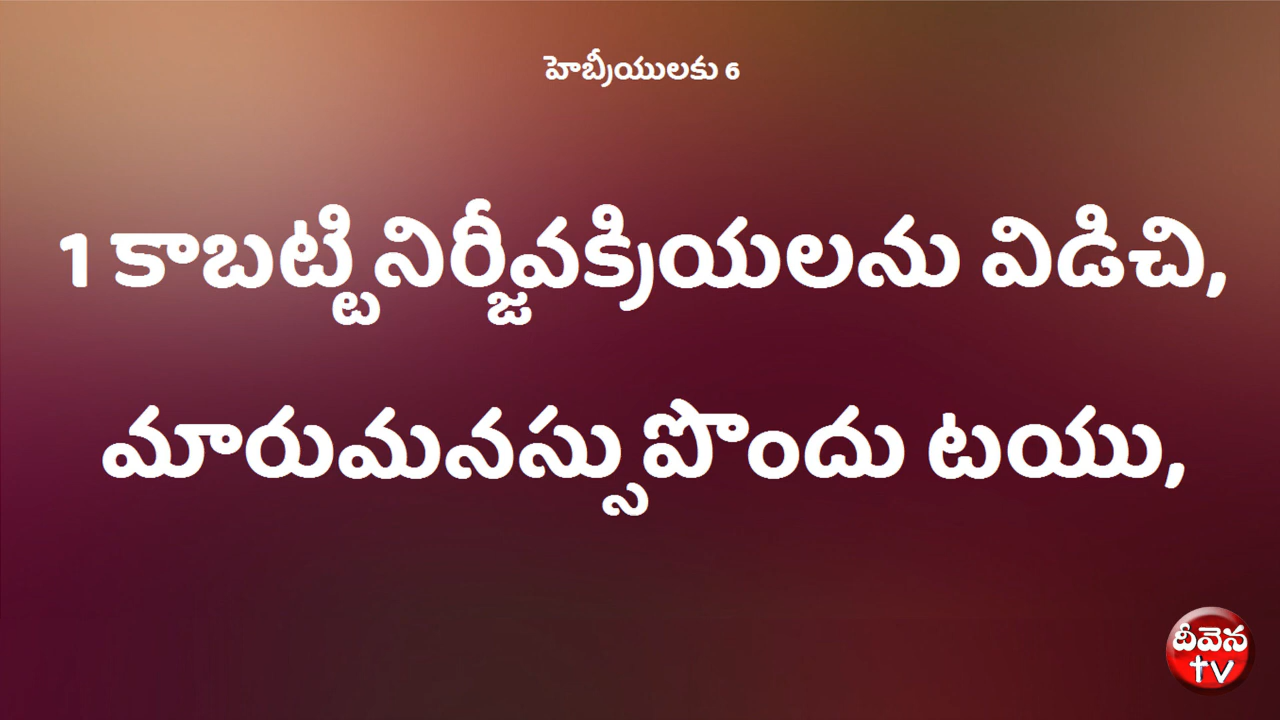 హెబ్రీయులకు 6
1 కాబట్టి నిర్జీవక్రియలను విడిచి,
మారుమనస్సుపొందు టయు,
దీవెన
tv